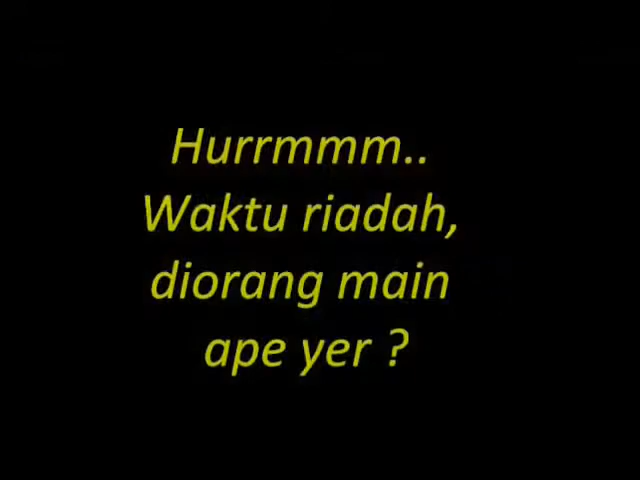 Hurrmmm..
Waktu riadah,
diorang main
ape yer ?